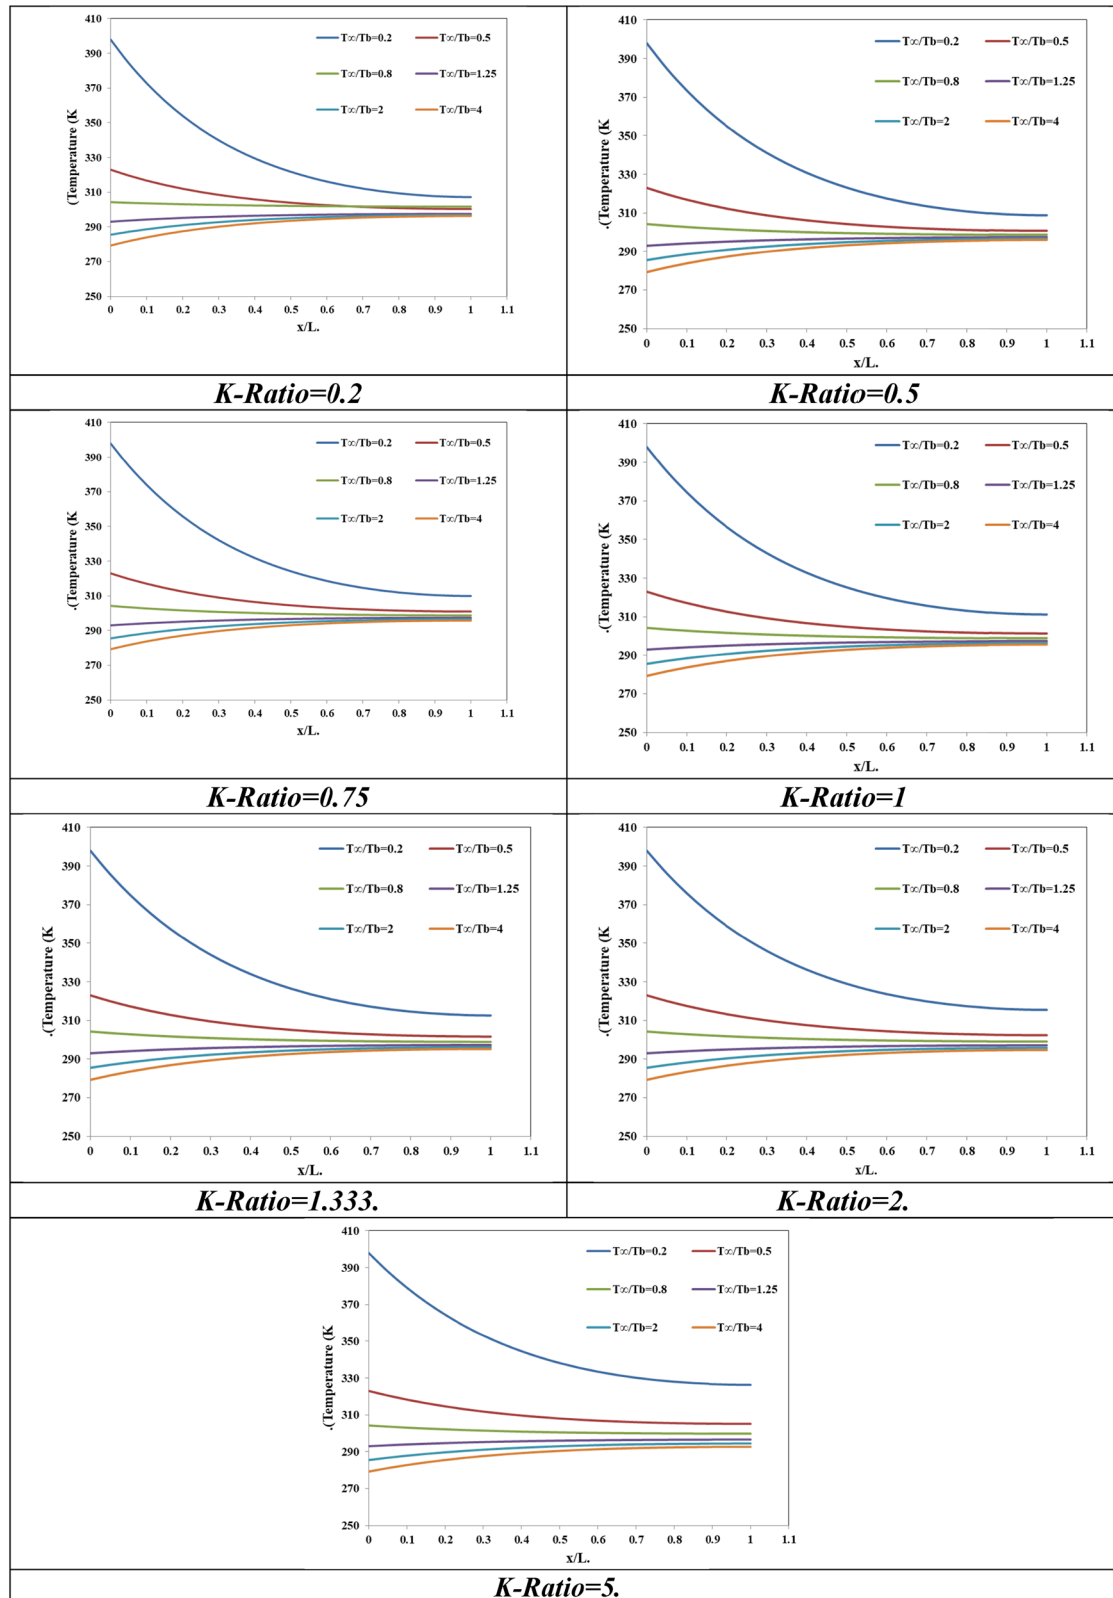 410
390
370
350
330
310
290
270
250
(Temperature (K
T∞/Tb=0.2 T∞/Tb=0.5
T∞/Tb=0.8 T∞/Tb=1.25
T∞/Tb=2 T∞/Tb=4
0 0.1 0.2 0.3 0.4 0.5 0.6 0.7 0.8 0.9 1 1.1
x/L.
K-Ratio=0.2
410
390
370
350
330
310
290
270
250
.(Temperature (K
T∞/Tb=0.2 T∞/Tb=0.5
T∞/Tb=0.8 T∞/Tb=1.25
T∞/Tb=2 T∞/Tb=4
0 0.1 0.2 0.3 0.4 0.5 0.6 0.7 0.8 0.9 1 1.1
x/L.
K-Ratio=0.5
410
390
370
350
330
310
290
270
250
.(Temperature (K
T∞/Tb=0.2 T∞/Tb=0.5
T∞/Tb=0.8 T∞/Tb=1.25
T∞/Tb=2 T∞/Tb=4
0 0.1 0.2 0.3 0.4 0.5 0.6 0.7 0.8 0.9 1 1.1
x/L.
K-Ratio=0.75
410
390
370
350
330
310
290
270
250
.(Temperature (K
T∞/Tb=0.2 T∞/Tb=0.5
T∞/Tb=0.8 T∞/Tb=1.25
T∞/Tb=2 T∞/Tb=4
0 0.1 0.2 0.3 0.4 0.5 0.6 0.7 0.8 0.9 1 1.1
x/L.
K-Ratio=1
410
390
370
350
330
310
290
270
250
.(Temperature (K
T∞/Tb=0.2 T∞/Tb=0.5
T∞/Tb=0.8 T∞/Tb=1.25
T∞/Tb=2 T∞/Tb=4
0 0.1 0.2 0.3 0.4 0.5 0.6 0.7 0.8 0.9 1 1.1
x/L.
K-Ratio=1.333.
410
390
370
350
330
310
290
270
250
.(Temperature (K
T∞/Tb=0.2 T∞/Tb=0.5
T∞/Tb=0.8 T∞/Tb=1.25
T∞/Tb=2 T∞/Tb=4
0 0.1 0.2 0.3 0.4 0.5 0.6 0.7 0.8 0.9 1 1.1
x/L.
K-Ratio=2.
410
390
370
350
330
310
290
270
250
.(Temperature (K
T∞/Tb=0.2 T∞/Tb=0.5
T∞/Tb=0.8 T∞/Tb=1.25
T∞/Tb=2 T∞/Tb=4
0 0.1 0.2 0.3 0.4 0.5 0.6 0.7 0.8 0.9 1 1.1
x/L.
K-Ratio=5.